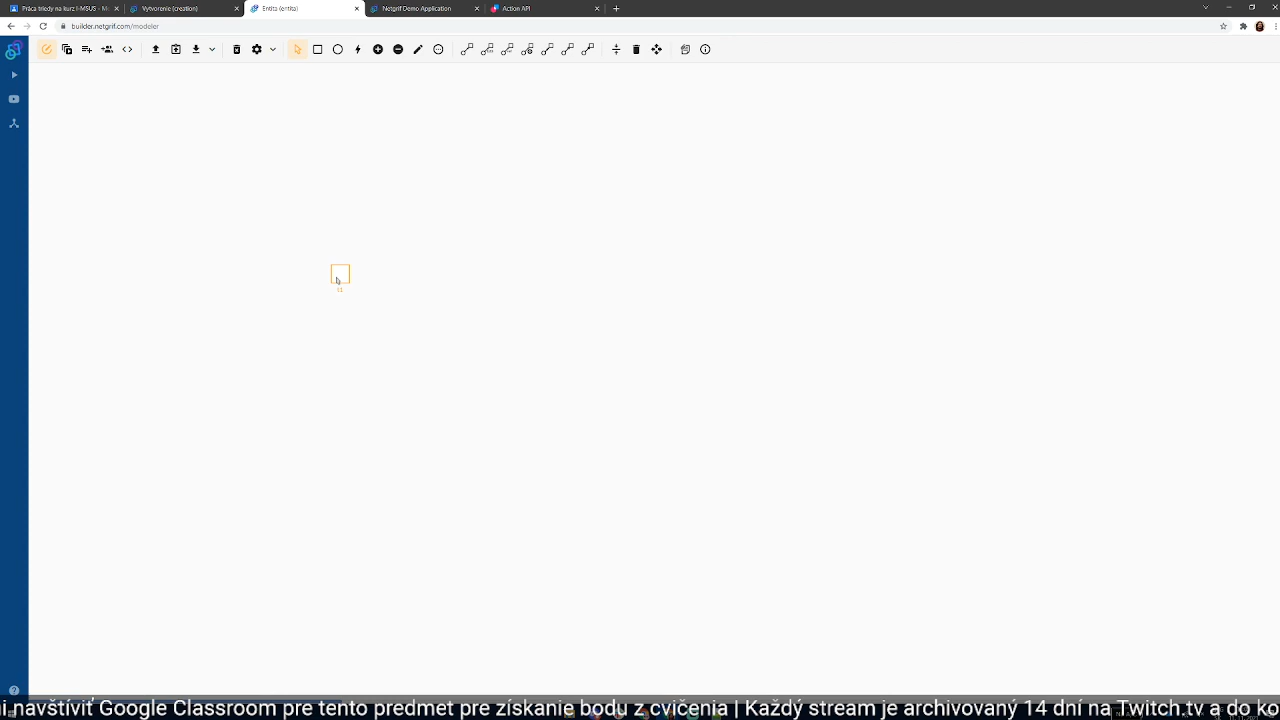 Práca triedy na kurz I-MSUS - Mo
Vytvorenie (creation)
Entita (entita)
Netgrif Demo Application
Action API
builder.netgrif.com/modeler
t1
navštíviť Google Classroom pre tento predmet pre získanie bodu z cvičenia | Každý stream je archivovaný 14 dní na Twitch.tv a do